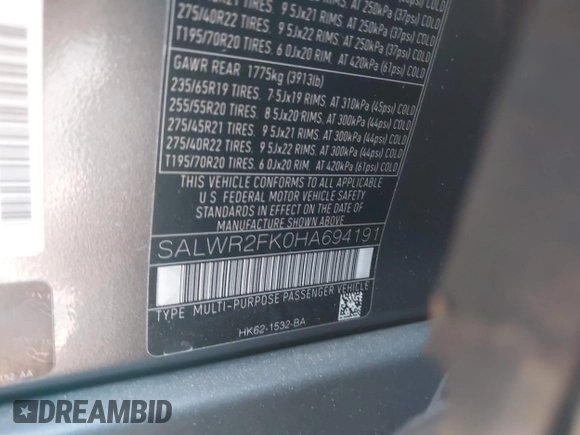 275/40R22 TIRES. 9 5Jx21 RIMS. AT 250kPa (37psi) COLD
T195/70R20 TIRES. 6 0Jx20 RIM. AT 420kPa (61psi) COLD
GAWR REAR 1775kg (3913lb)
235/65R19 TIRES. 7 5Jx19 RIMS. AT 310kPa (45psi) COLD
255/55R20 TIRES. 8 5Jx20 RIMS. AT 300kPa (44psi) COLD
275/45R21 TIRES. 9 5Jx21 RIMS. AT 300kPa (44psi) COLD
275/40R22 TIRES. 9 5Jx22 RIMS. AT 300kPa (44psi) COLD
T195/70R20 TIRES. 6 0Jx20 RIM. AT 420kPa (61psi) COLD
THIS VEHICLE CONFORMS TO ALL APPLICABLE
U S FEDERAL MOTOR VEHICLE SAFETY
STANDARDS IN EFFECT ON THE DATE OF
MANUFACTURE SHOWN ABOVE.
SALWR2FK0HA694191
TYPE MULTI-PURPOSE PASSENGER VEHICLE
HK62-1532-BA
DREAMBID